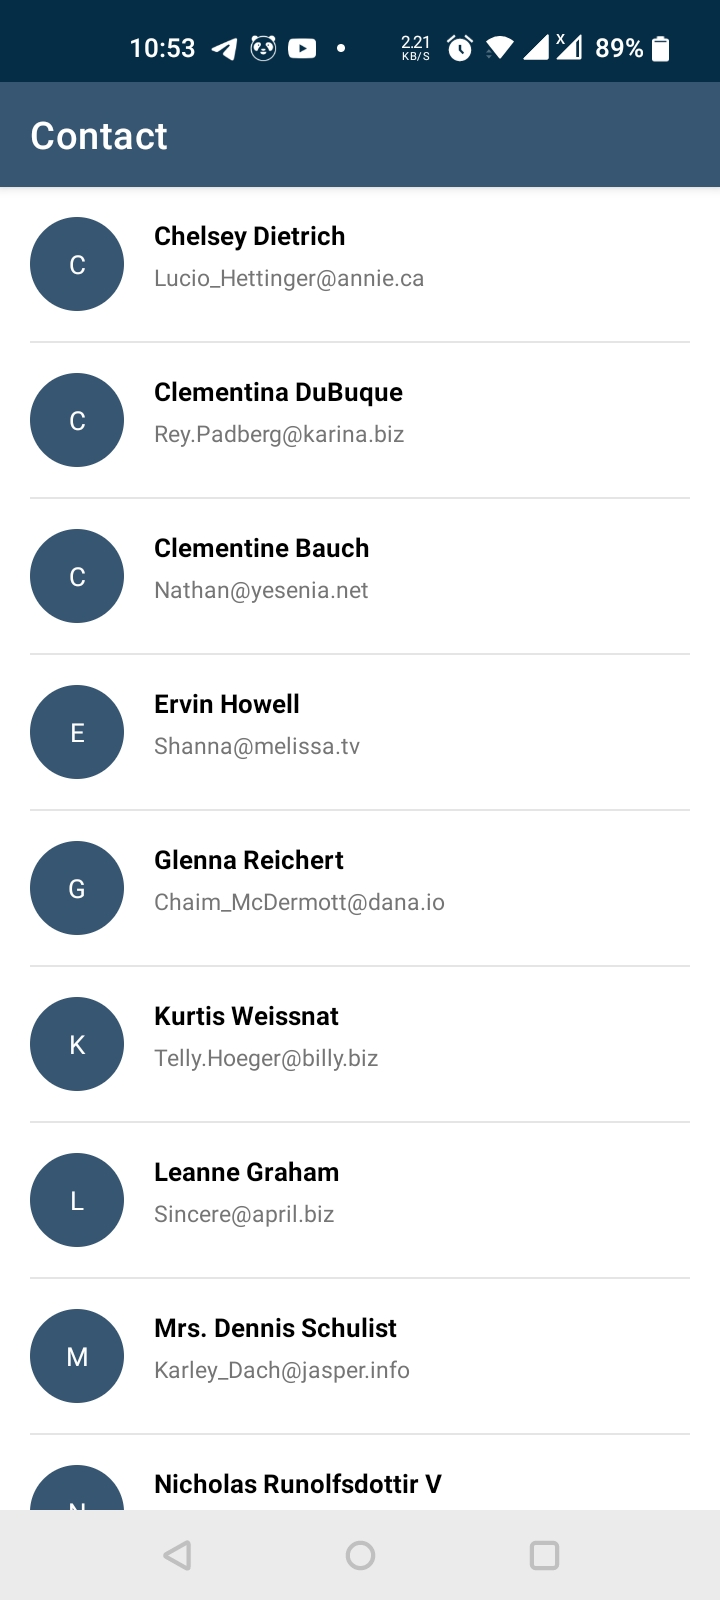 10:53 2.21 KB/S X 89%
Contact
C
Chelsey Dietrich
Lucio_Hettinger@annie.ca
C
Clementina DuBuque
Rey.Padberg@karina.biz
C
Clementine Bauch
Nathan@yesenia.net
E
Ervin Howell
Shanna@melissa.tv
G
Glenna Reichert
Chaim_McDermott@dana.io
K
Kurtis Weissnat
Telly.Hoeger@billy.biz
L
Leanne Graham
Sincere@april.biz
M
Mrs. Dennis Schulist
Karley_Dach@jasper.info
N
Nicholas Runolfsdottir V